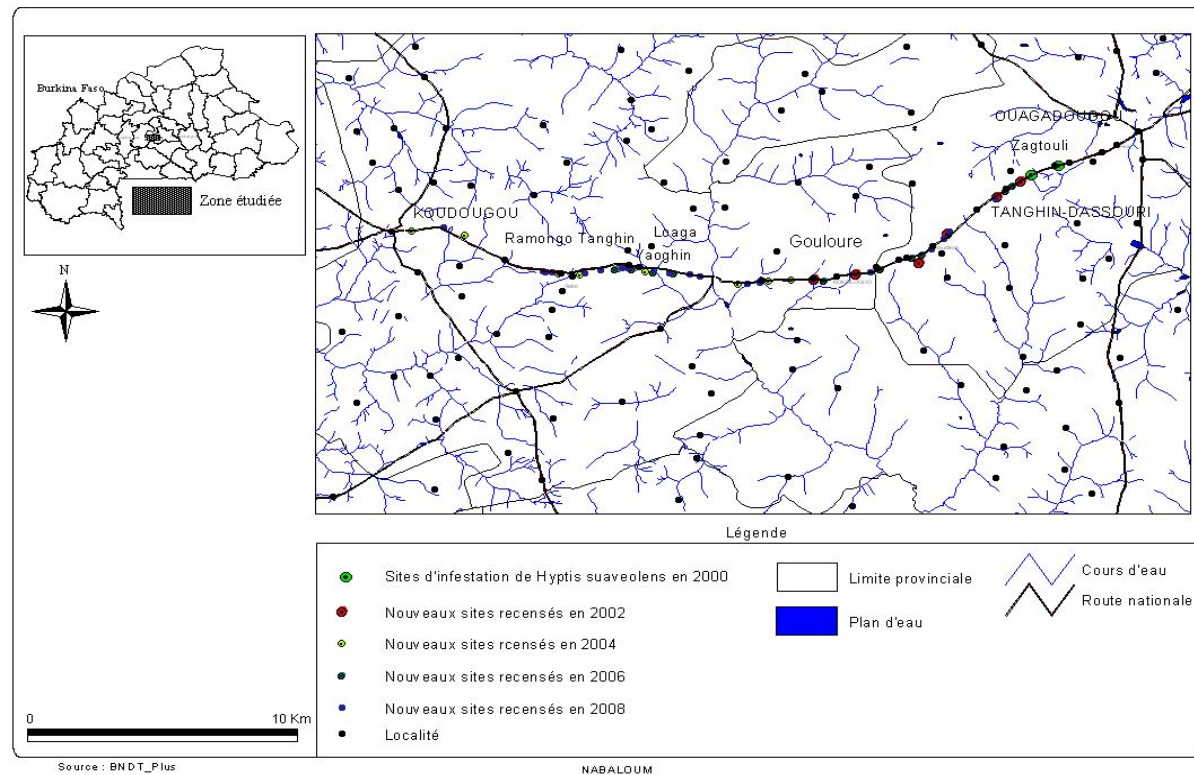 Burkina Faso
Zone étudiée
N
OUAGADOUGOU
Zagtouli
KOUDOUGOU
TANGHIN-DASSOURI
Ramongo Tanghin
Loaga
Yaoghin
Gouloure
Légende
Sites d'infestation de Hyptis suaveolens en 2000
Nouveaux sites recensés en 2002
Nouveaux sites rcensés en 2004
Nouveaux sites recensés en 2006
Nouveaux sites recensés en 2008
Localité
Limite provinciale
Plan d'eau
Cours d'eau
Route nationale
0 10 Km
Source : BNDT_Plus
NABALOUM